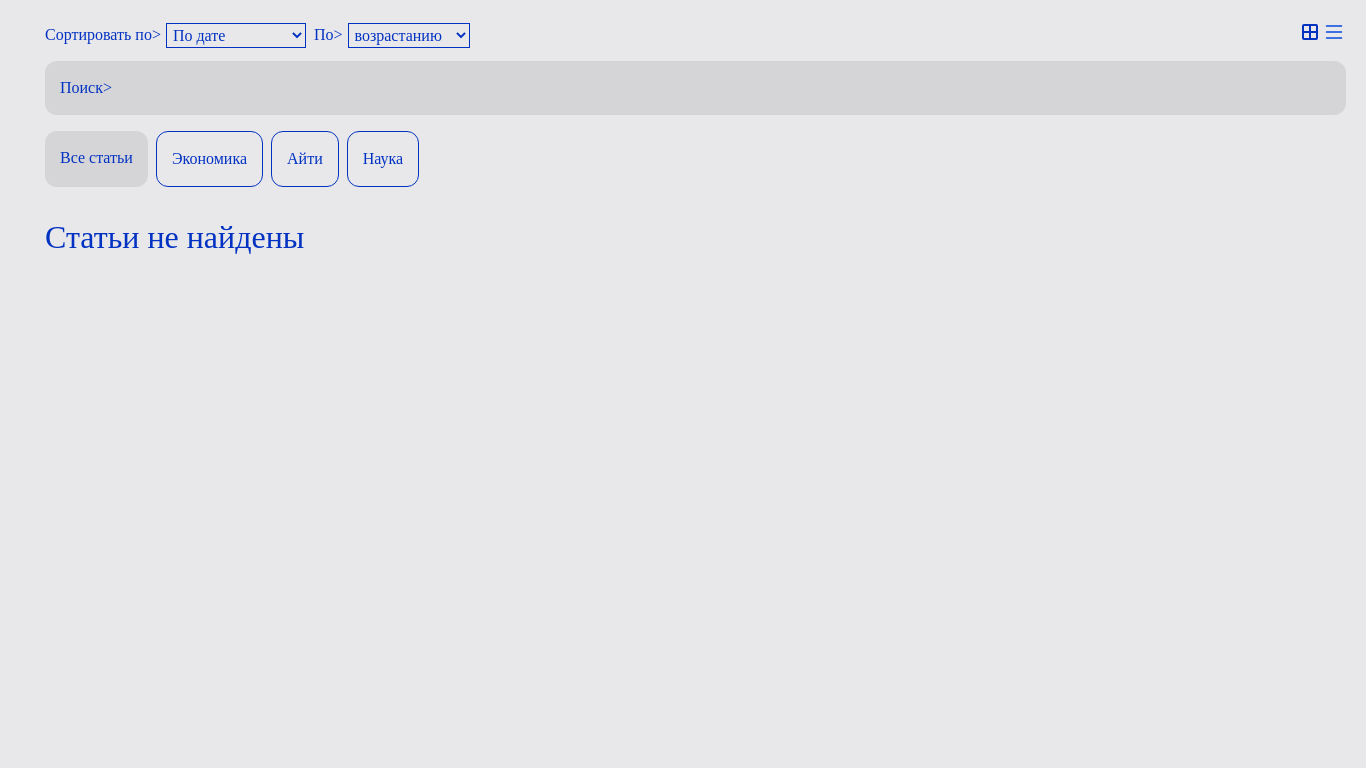 Сортировать по> По дате По> возрастанию
Поиск>
Все статьи Экономика Айти Наука
Статьи не найдены